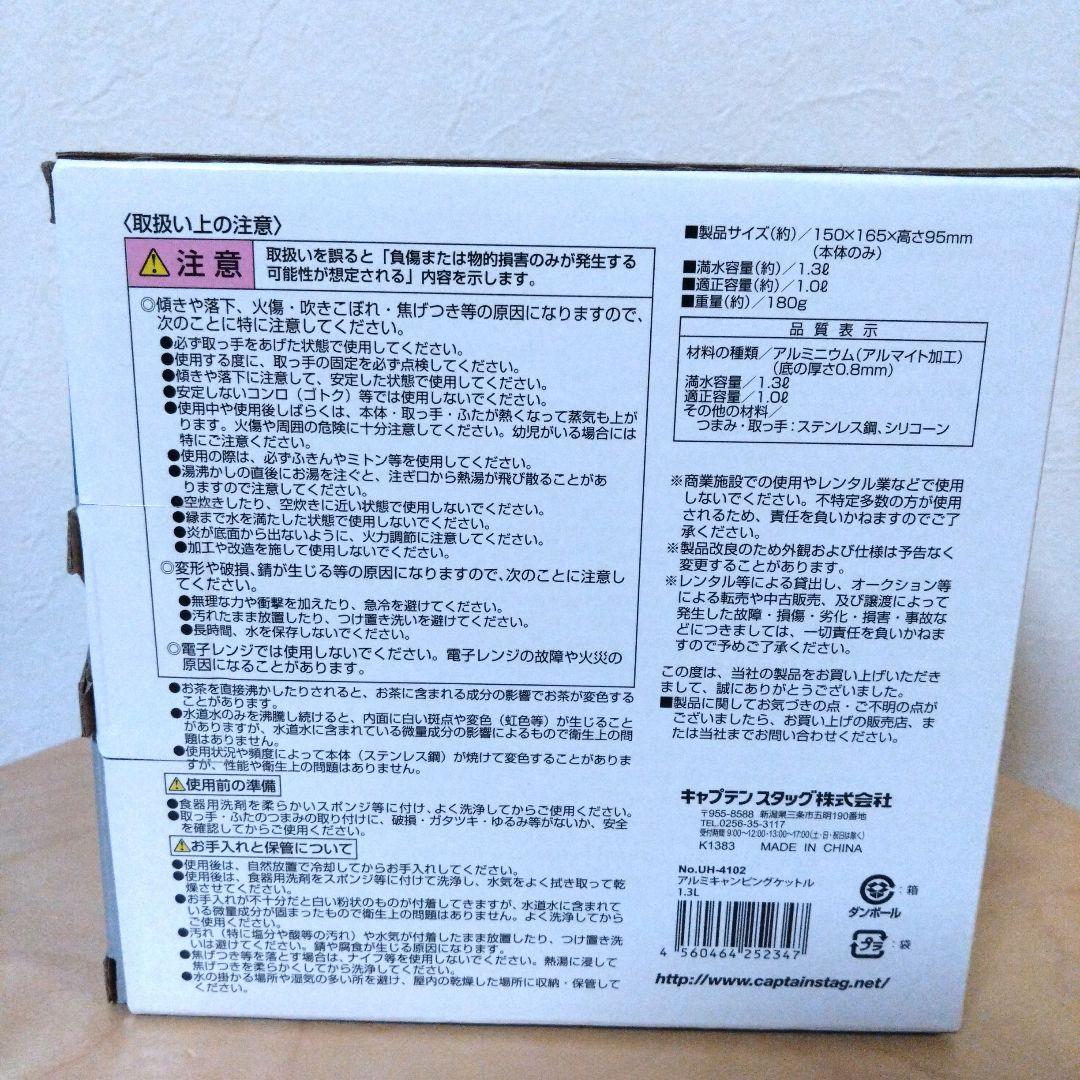 〈取扱い上の注意〉
注意
取扱いを誤ると「負傷または物的損害のみが発生する
可能性が想定される」内容を示します。
◎傾きや落下、火傷・吹きこぼれ・焦げつき等の原因になりますので、
次のことに特に注意してください。
●必ず取っ手をあげた状態で使用してください。
●使用する度に、取っ手の固定を必ず点検してください。
●傾きや落下に注意して、安定した状態で使用してください。
●安定しないコンロ(ゴトク)等では使用しないでください。
●使用中や使用後しばらくは、本体・取っ手・ふたが熱くなって蒸気も上が
ります。火傷や周囲の危険に十分注意してください。幼児がいる場合には
特にご注意ください。
●使用の際は、必ずふきんやミトン等を使用してください。
●湯沸かしの直後にお湯を注ぐと、注ぎ口から熱湯が飛び散ることがあ
りますので注意してください。
●空炊きしたり、空炊きに近い状態で使用しないでください。
●縁まで水を満たした状態で使用しないでください。
●炎が底面から出ないように、火力調節に注意してください。
●加工や改造を施して使用しないでください。
◎変形や破損、錆が生じる等の原因になりますので、次のことに注意し
てください。
●無理な力や衝撃を加えたり、急冷を避けてください。
●汚れたまま放置したり、つけ置き洗いを避けてください。
●長時間、水を保存しないでください。
◎電子レンジでは使用しないでください。電子レンジの故障や火災の
原因になることがあります。
●お茶を直接沸かしたりされると、お茶に含まれる成分の影響でお茶が変色する
ことがあります。
●水道水のみを沸騰し続けると、内面に白い斑点や変色(虹色等)が生じること
がありますが、水道水に含まれている微量成分の影響によるもので衛生上の問
題はありません。
●使用状況や頻度によって本体(ステンレス鋼)が焼けて変色することがありま
すが、性能や衛生上の問題はありません。
使用前の準備
●食器用洗剤を柔らかいスポンジ等に付け、よく洗浄してからご使用ください。
●取っ手・ふたのつまみの取り付けに、破損・ガタツキ・ゆるみ等がないか、安全
を確認してからご使用ください。
お手入れと保管について
●使用後は、自然放置で冷却してからお手入れしてください。
●使用後は、食器用洗剤をスポンジ等に付けて洗浄し、水気をよく拭き取って乾
燥させてください。
●お手入れが不十分だと白い粉状のものが付着してきますが、水道水に含まれて
いる微量成分が固まったもので衛生上の問題はありません。よく洗浄してから
ご使用ください。
●汚れ(特に塩分や酸等の汚れ)や水気が付着したまま放置したり、つけ置き洗
いは避けてください。錆や腐食が生じる原因になります。
●焦げつき等を落とす場合は、ナイフ等を使用しないでください。熱湯に浸して
焦げつきを柔らかくしてから洗浄してください。
●水の掛かる場所や湿気の多い所を避け、屋内の乾燥した場所に収納・保管して
ください。
■製品サイズ(約)/150×165×高さ95mm
(本体のみ)
■満水容量(約)/1.3ℓ
■適正容量(約)/1.0ℓ
■重量(約)/180g
品質表示
材料の種類/アルミニウム(アルマイト加工)
(底の厚さ0.8mm)
満水容量/1.3ℓ
適正容量/1.0ℓ
その他の材料/
つまみ・取っ手:ステンレス鋼、シリコーン
※商業施設での使用やレンタル業などで使用
しないでください。不特定多数の方が使用
されるため、責任を負いかねますのでご了
承ください。
※製品改良のため外観および仕様は予告なく
変更することがあります。
※レンタル等による貸出し、オークション等
による転売や中古販売、及び譲渡によって
発生した故障・損傷・劣化・損害・事故な
どにつきましては、一切責任を負いかねま
すので予めご了承ください。
この度は、当社の製品をお買い上げいただき
まして、誠にありがとうございました。
■製品に関してお気づきの点・ご不明の点が
ございましたら、お買い上げの販売店、ま
たは当社までお問い合わせください。
キャプテンスタッグ株式会社
〒955-8588 新潟県三条市五明190番地
TEL.0256-35-3117
受付時間 9:00〜12:00・13:00〜17:00(土・日・祝日は除く)
K1383 MADE IN CHINA
No.UH-4102
アルミキャンピングケットル
1.3L
4 560464 252347
:箱
ダンボール
プラ
:袋
http://www.captainstag.net/